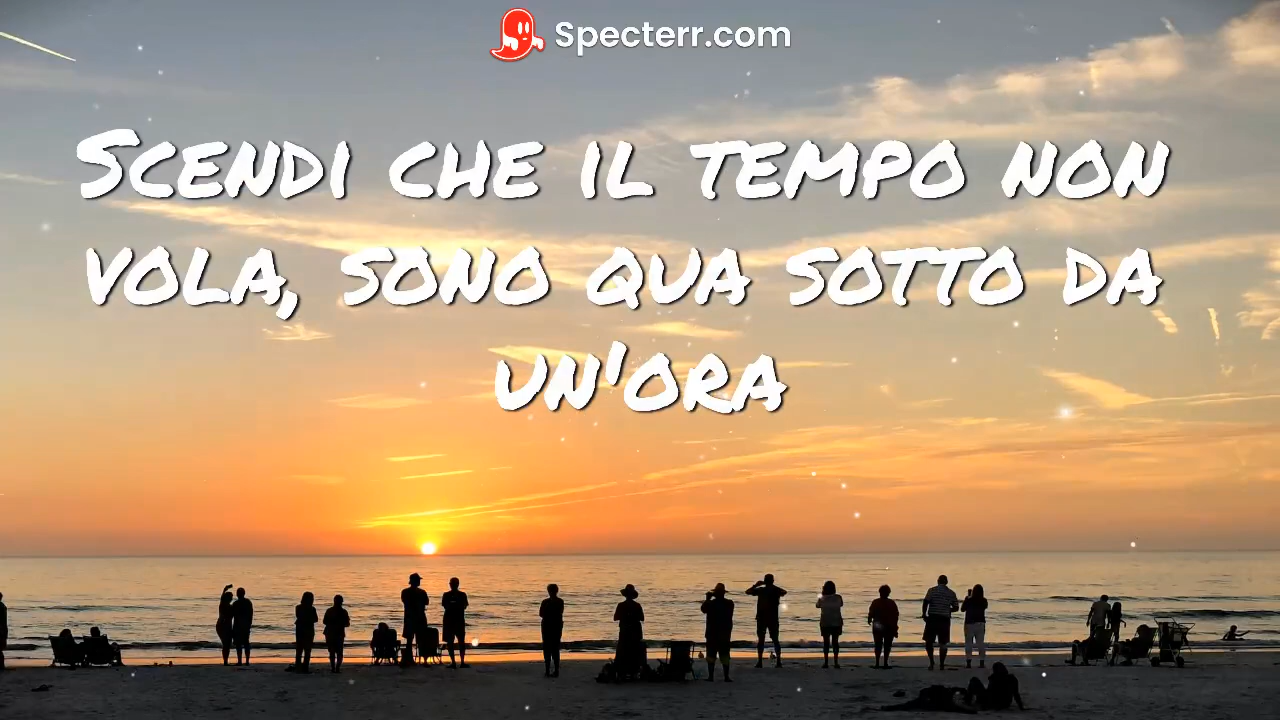 Specterr.com
Scendi che il tempo non
vola, sono qua sotto da
un'ora